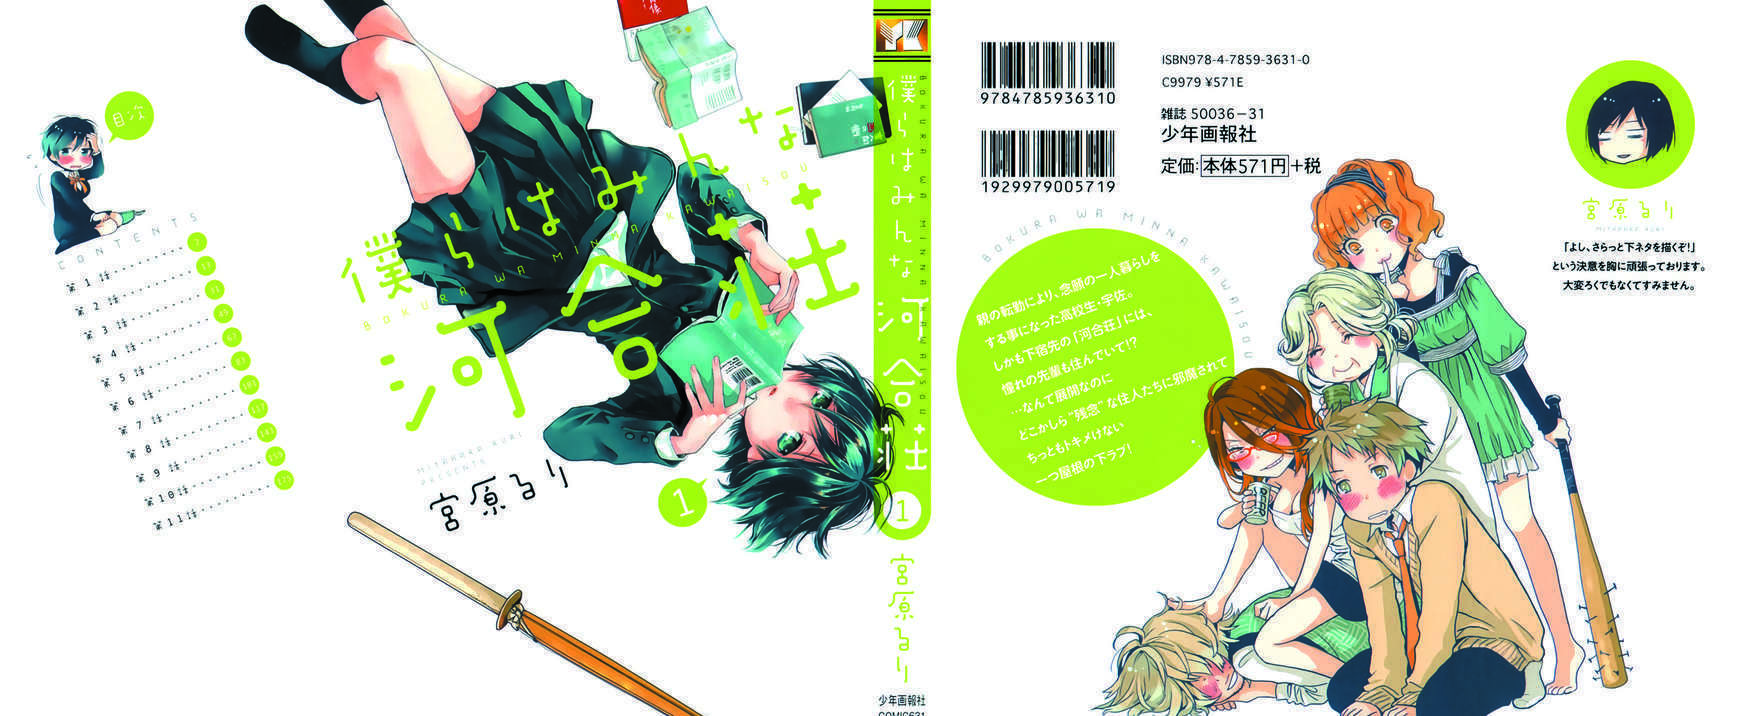 目次
CONTENTS
第1話
第2話
第3話
第4話
第5話
第6話
第7話
第8話
第9話
第10話
第11話
僕らはみんな
BOKURA WA MINNA KAWAISOU
河合荘
MIYAHARA RURI
PRESENTS
宮原るり
1
YK
僕らはみんな河合荘
BOKURA WA MINNA KAWAISOU
1
宮原るり
少年画報社
9784785936310
1929979005719
ISBN978-4-7859-3631-0
C9979 ¥571E
雑誌 50036-31
少年画報社
定価:本体571円+税
BOKURA WA MINNA KAWAISOU
親の転勤により、念願の一人暮らしを
する事になった高校生・宇佐。
しかも下宿先の「河合荘」には、
憧れの先輩も住んでいて!?
…なんて展開なのに
どこかしら“残念”な住人たちに邪魔されて
ちっともトキメけない
一つ屋根の下ラブ!
宮原るり
MIYAHARA RURI
「よし、さらっと下ネタを描くぞ!」
という決意を胸に頑張っております。
大変ろくでもなくてすみません。